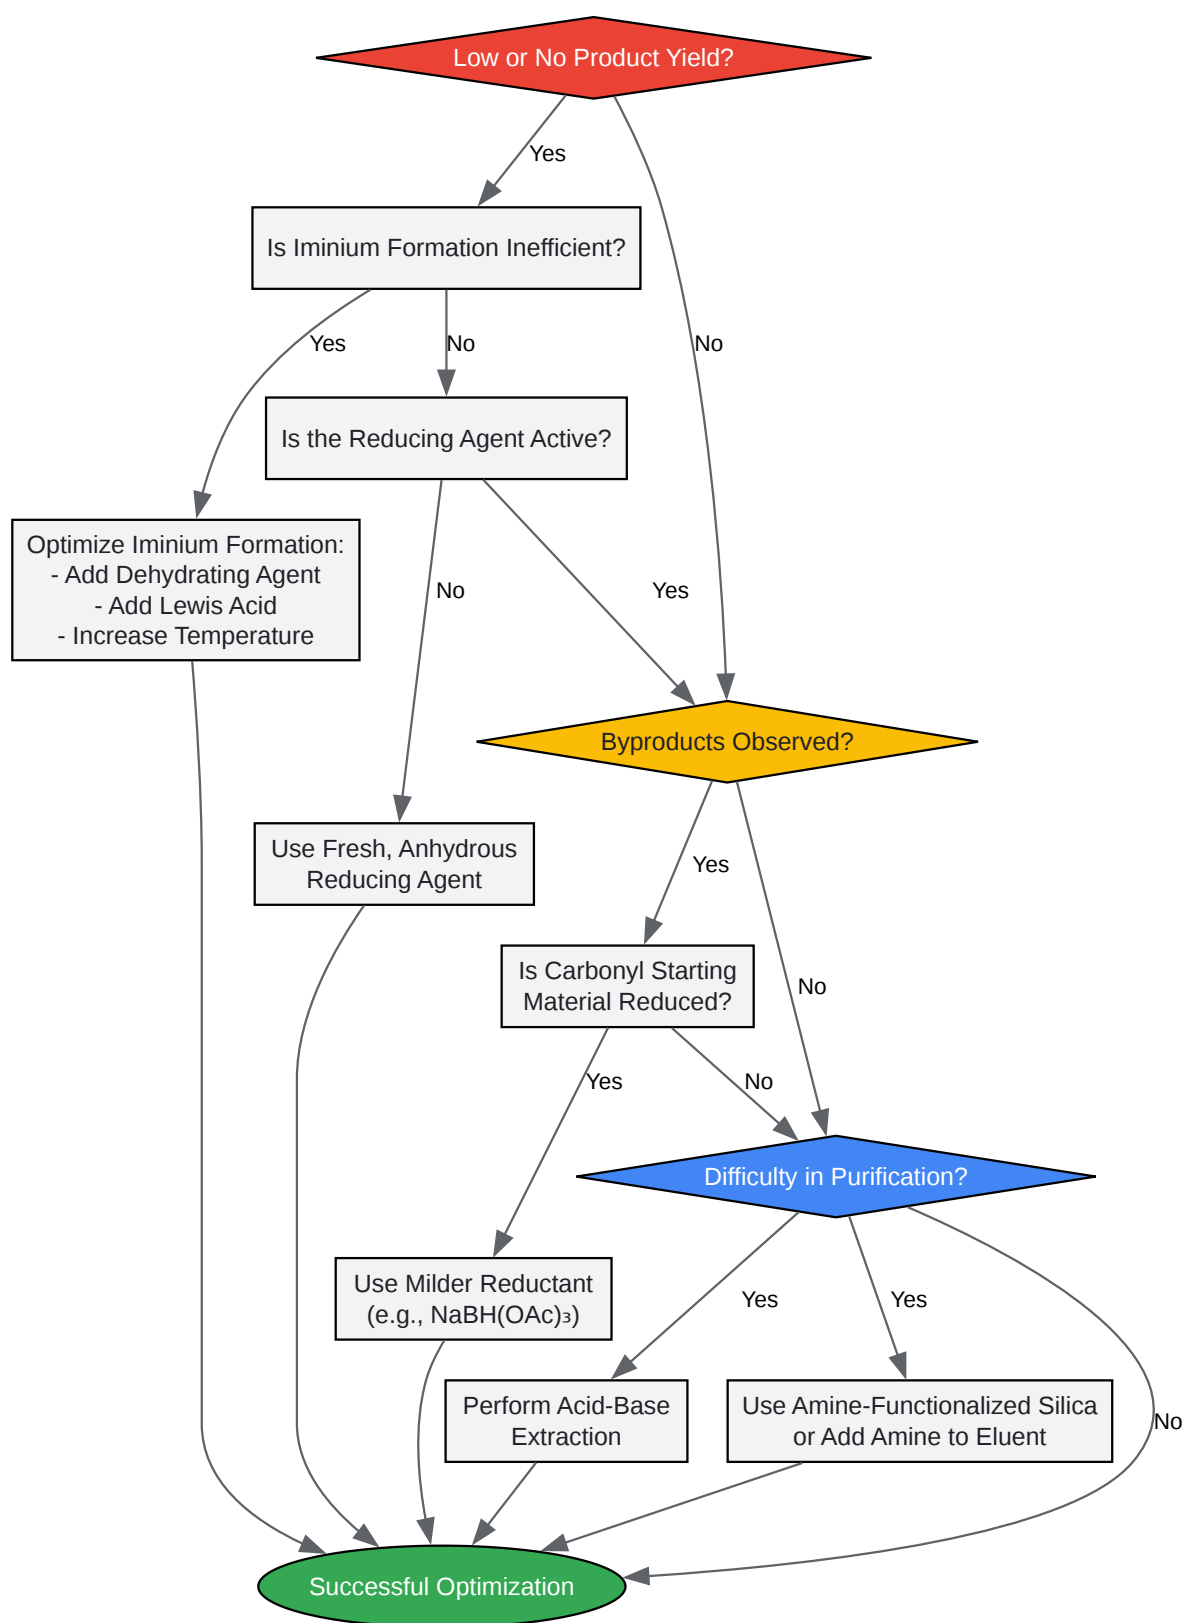 Low or No Product Yield?
Yes
Is Iminium Formation Inefficient?
Yes
No
No
Is the Reducing Agent Active?
Optimize Iminium Formation:
- Add Dehydrating Agent
- Add Lewis Acid
- Increase Temperature
No
Yes
Byproducts Observed?
Use Fresh, Anhydrous
Reducing Agent
Yes
Is Carbonyl Starting
Material Reduced?
No
Yes
No
Difficulty in Purification?
Use Milder Reductant
(e.g., NaBH(OAc)₃)
Yes
Yes
Perform Acid-Base
Extraction
Use Amine-Functionalized Silica
or Add Amine to Eluent
No
Successful Optimization